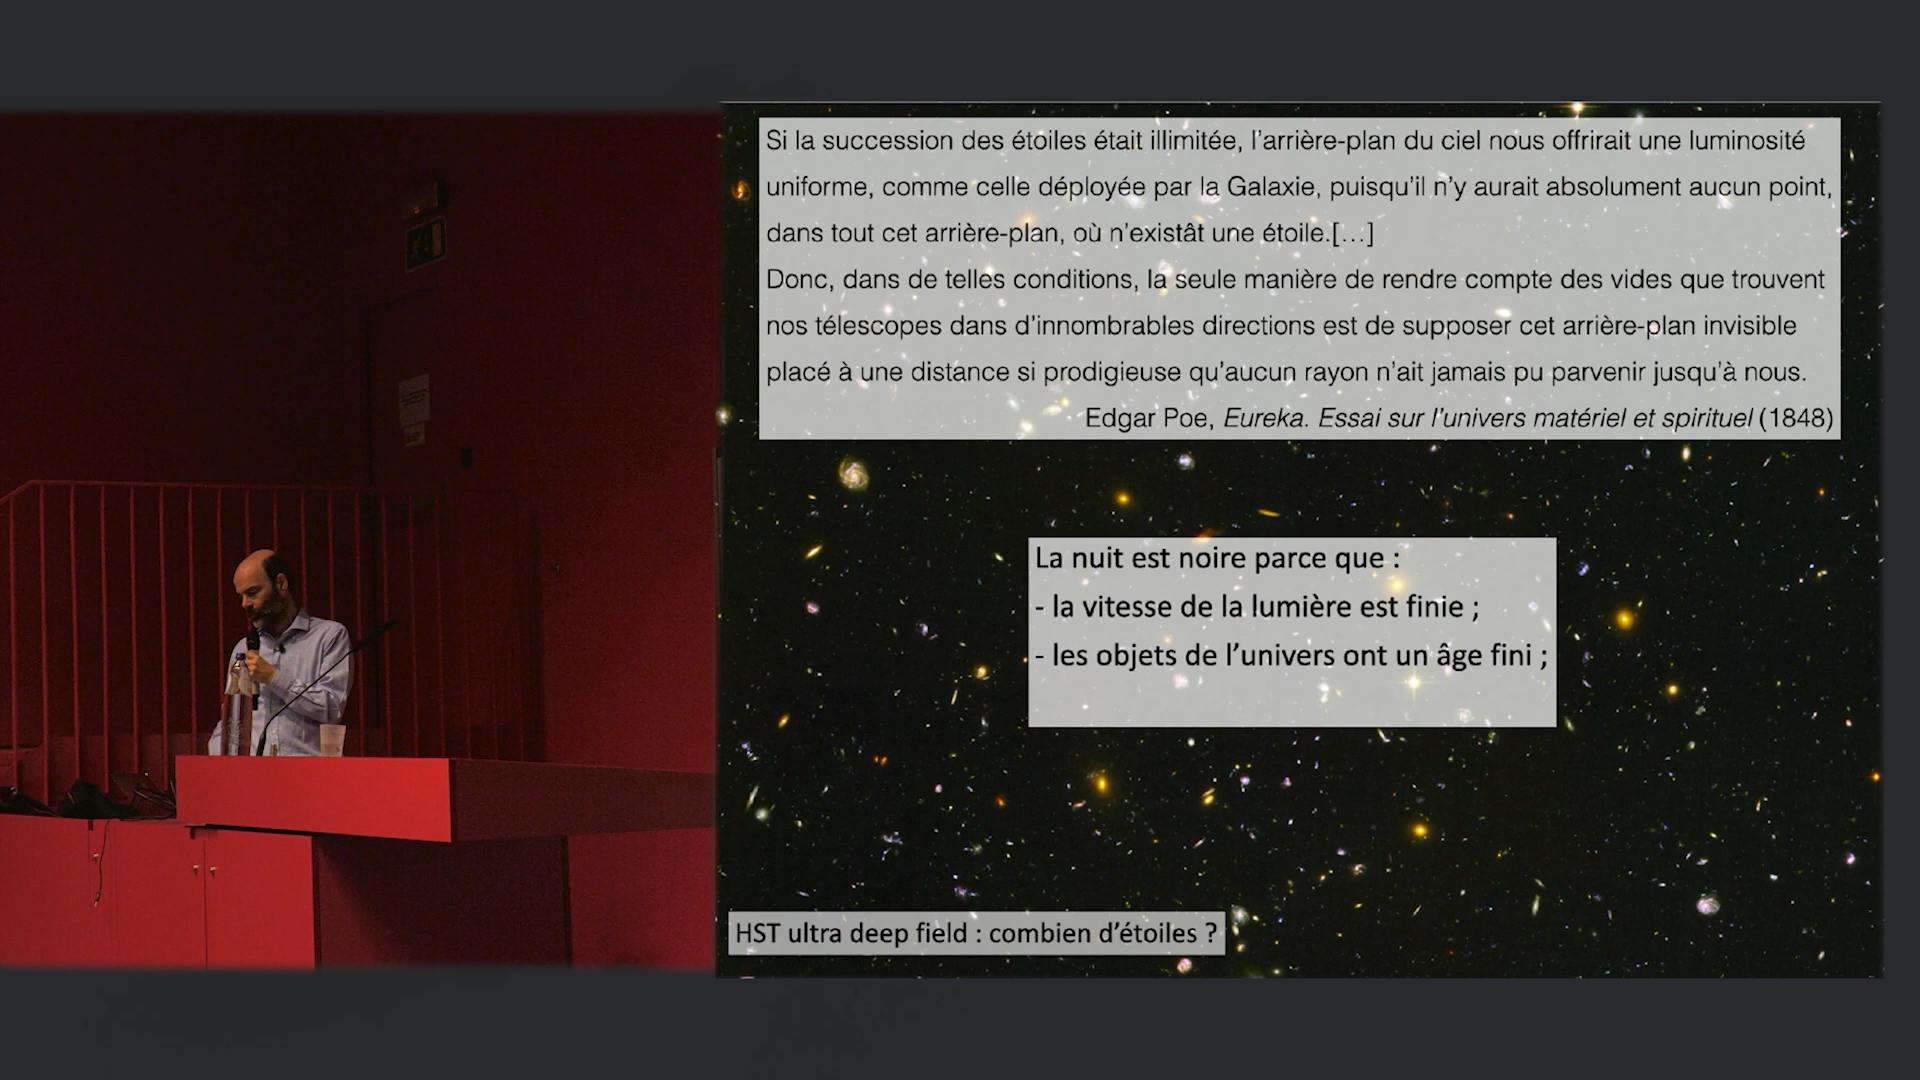 Si la succession des étoiles était illimitée, l'arrière-plan du ciel nous offrirait une luminosité
uniforme, comme celle déployée par la Galaxie, puisqu'il n'y aurait absolument aucun point,
dans tout cet arrière-plan, où n'existât une étoile.[…]
Donc, dans de telles conditions, la seule manière de rendre compte des vides que trouvent
nos télescopes dans d'innombrables directions est de supposer cet arrière-plan invisible
placé à une distance si prodigieuse qu'aucun rayon n'ait jamais pu parvenir jusqu'à nous.
Edgar Poe, Eureka. Essai sur l'univers matériel et spirituel (1848)
La nuit est noire parce que :
- la vitesse de la lumière est finie ;
- les objets de l'univers ont un âge fini ;
HST ultra deep field : combien d'étoiles ?